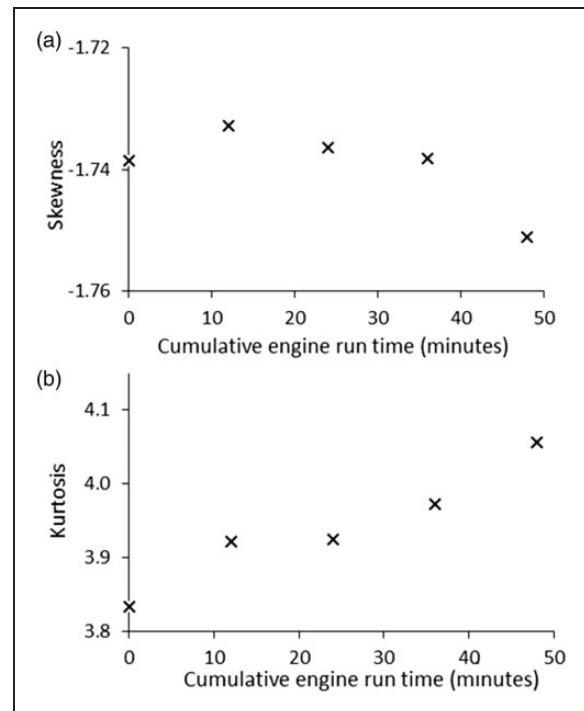 (a)
-1.72
-1.74
-1.76
Skewness
0 10 20 30 40 50
Cumulative engine run time (minutes)
(b)
4.1
4.0
3.9
3.8
Kurtosis
0 10 20 30 40 50
Cumulative engine run time (minutes)